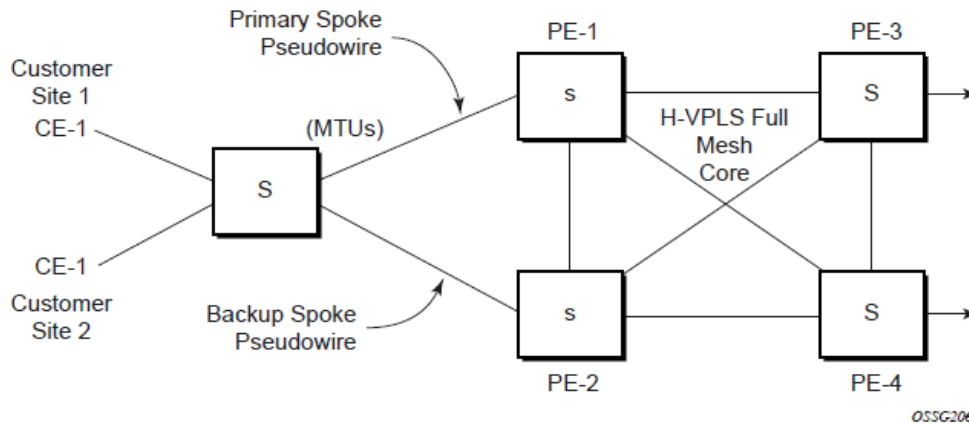 Primary Spoke
Pseudowire
PE-1
PE-3
Customer
Site 1
CE-1
(MTUs)
s
S
H-VPLS Full
Mesh
Core
S
CE-1
Customer
Site 2
Backup Spoke
Pseudowire
s
S
PE-2
PE-4
OSSG206